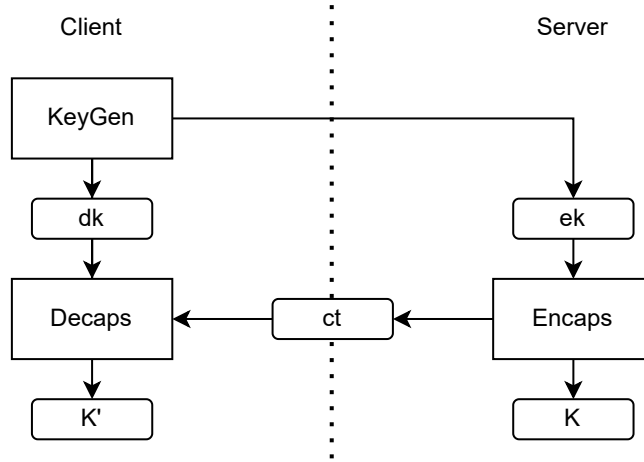 Client
Server
KeyGen
dk
ek
Decaps
ct
Encaps
K'
K